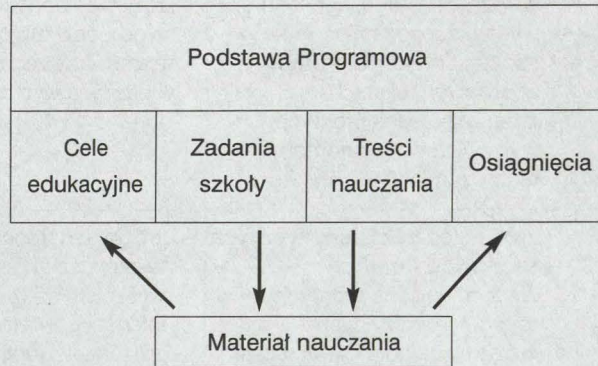 Podstawa Programowa
Cele
edukacyjne
Zadania
szkoły
Treści
nauczania
Osiągnięcia
Materiał nauczania